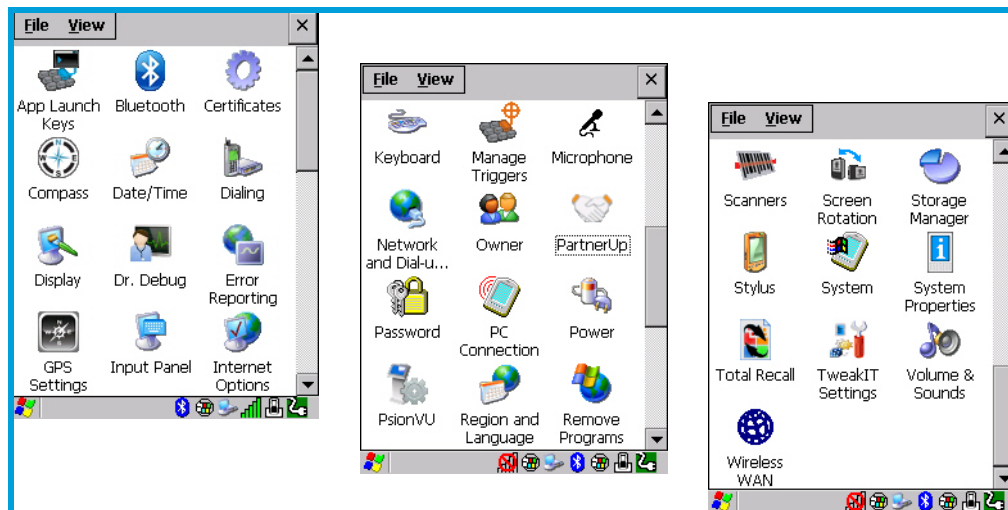 File View
App Launch Keys
Bluetooth
Certificates
Compass
Date/Time
Dialing
Display
Dr. Debug
Error Reporting
GPS Settings
Input Panel
Internet Options
File View
Keyboard
Manage Triggers
Microphone
Network and Dial-u...
Owner
PartnerUp
Password
PC Connection
Power
PsionVU
Region and Language
Remove Programs
File View
Scanners
Screen Rotation
Storage Manager
Stylus
System
System Properties
Total Recall
TweakIT Settings
Volume & Sounds
Wireless WAN